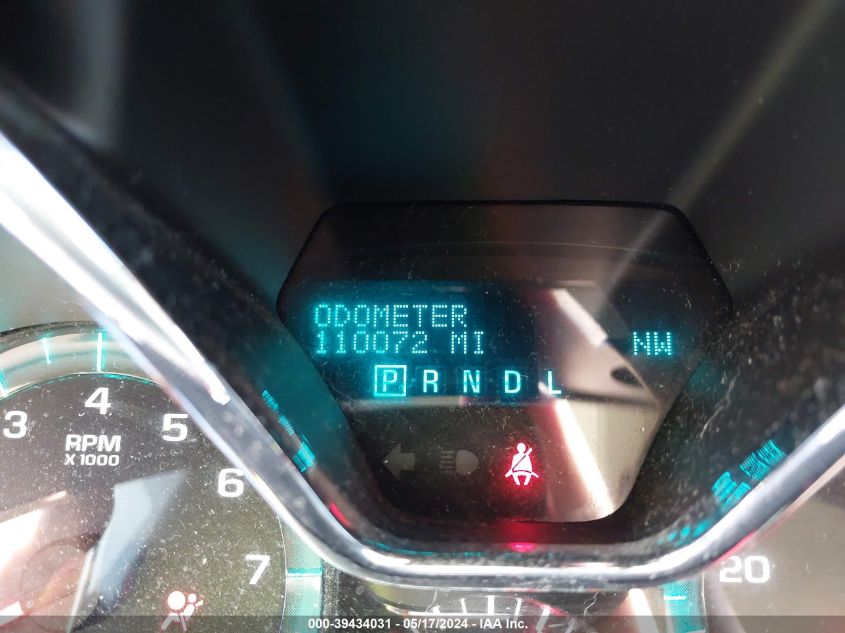 ODOMETER
110072 MI NW
P R N D L
3 4 5 6 7
RPM
X 1000
20
000-39434031 - 05/17/2024 - IAA Inc.